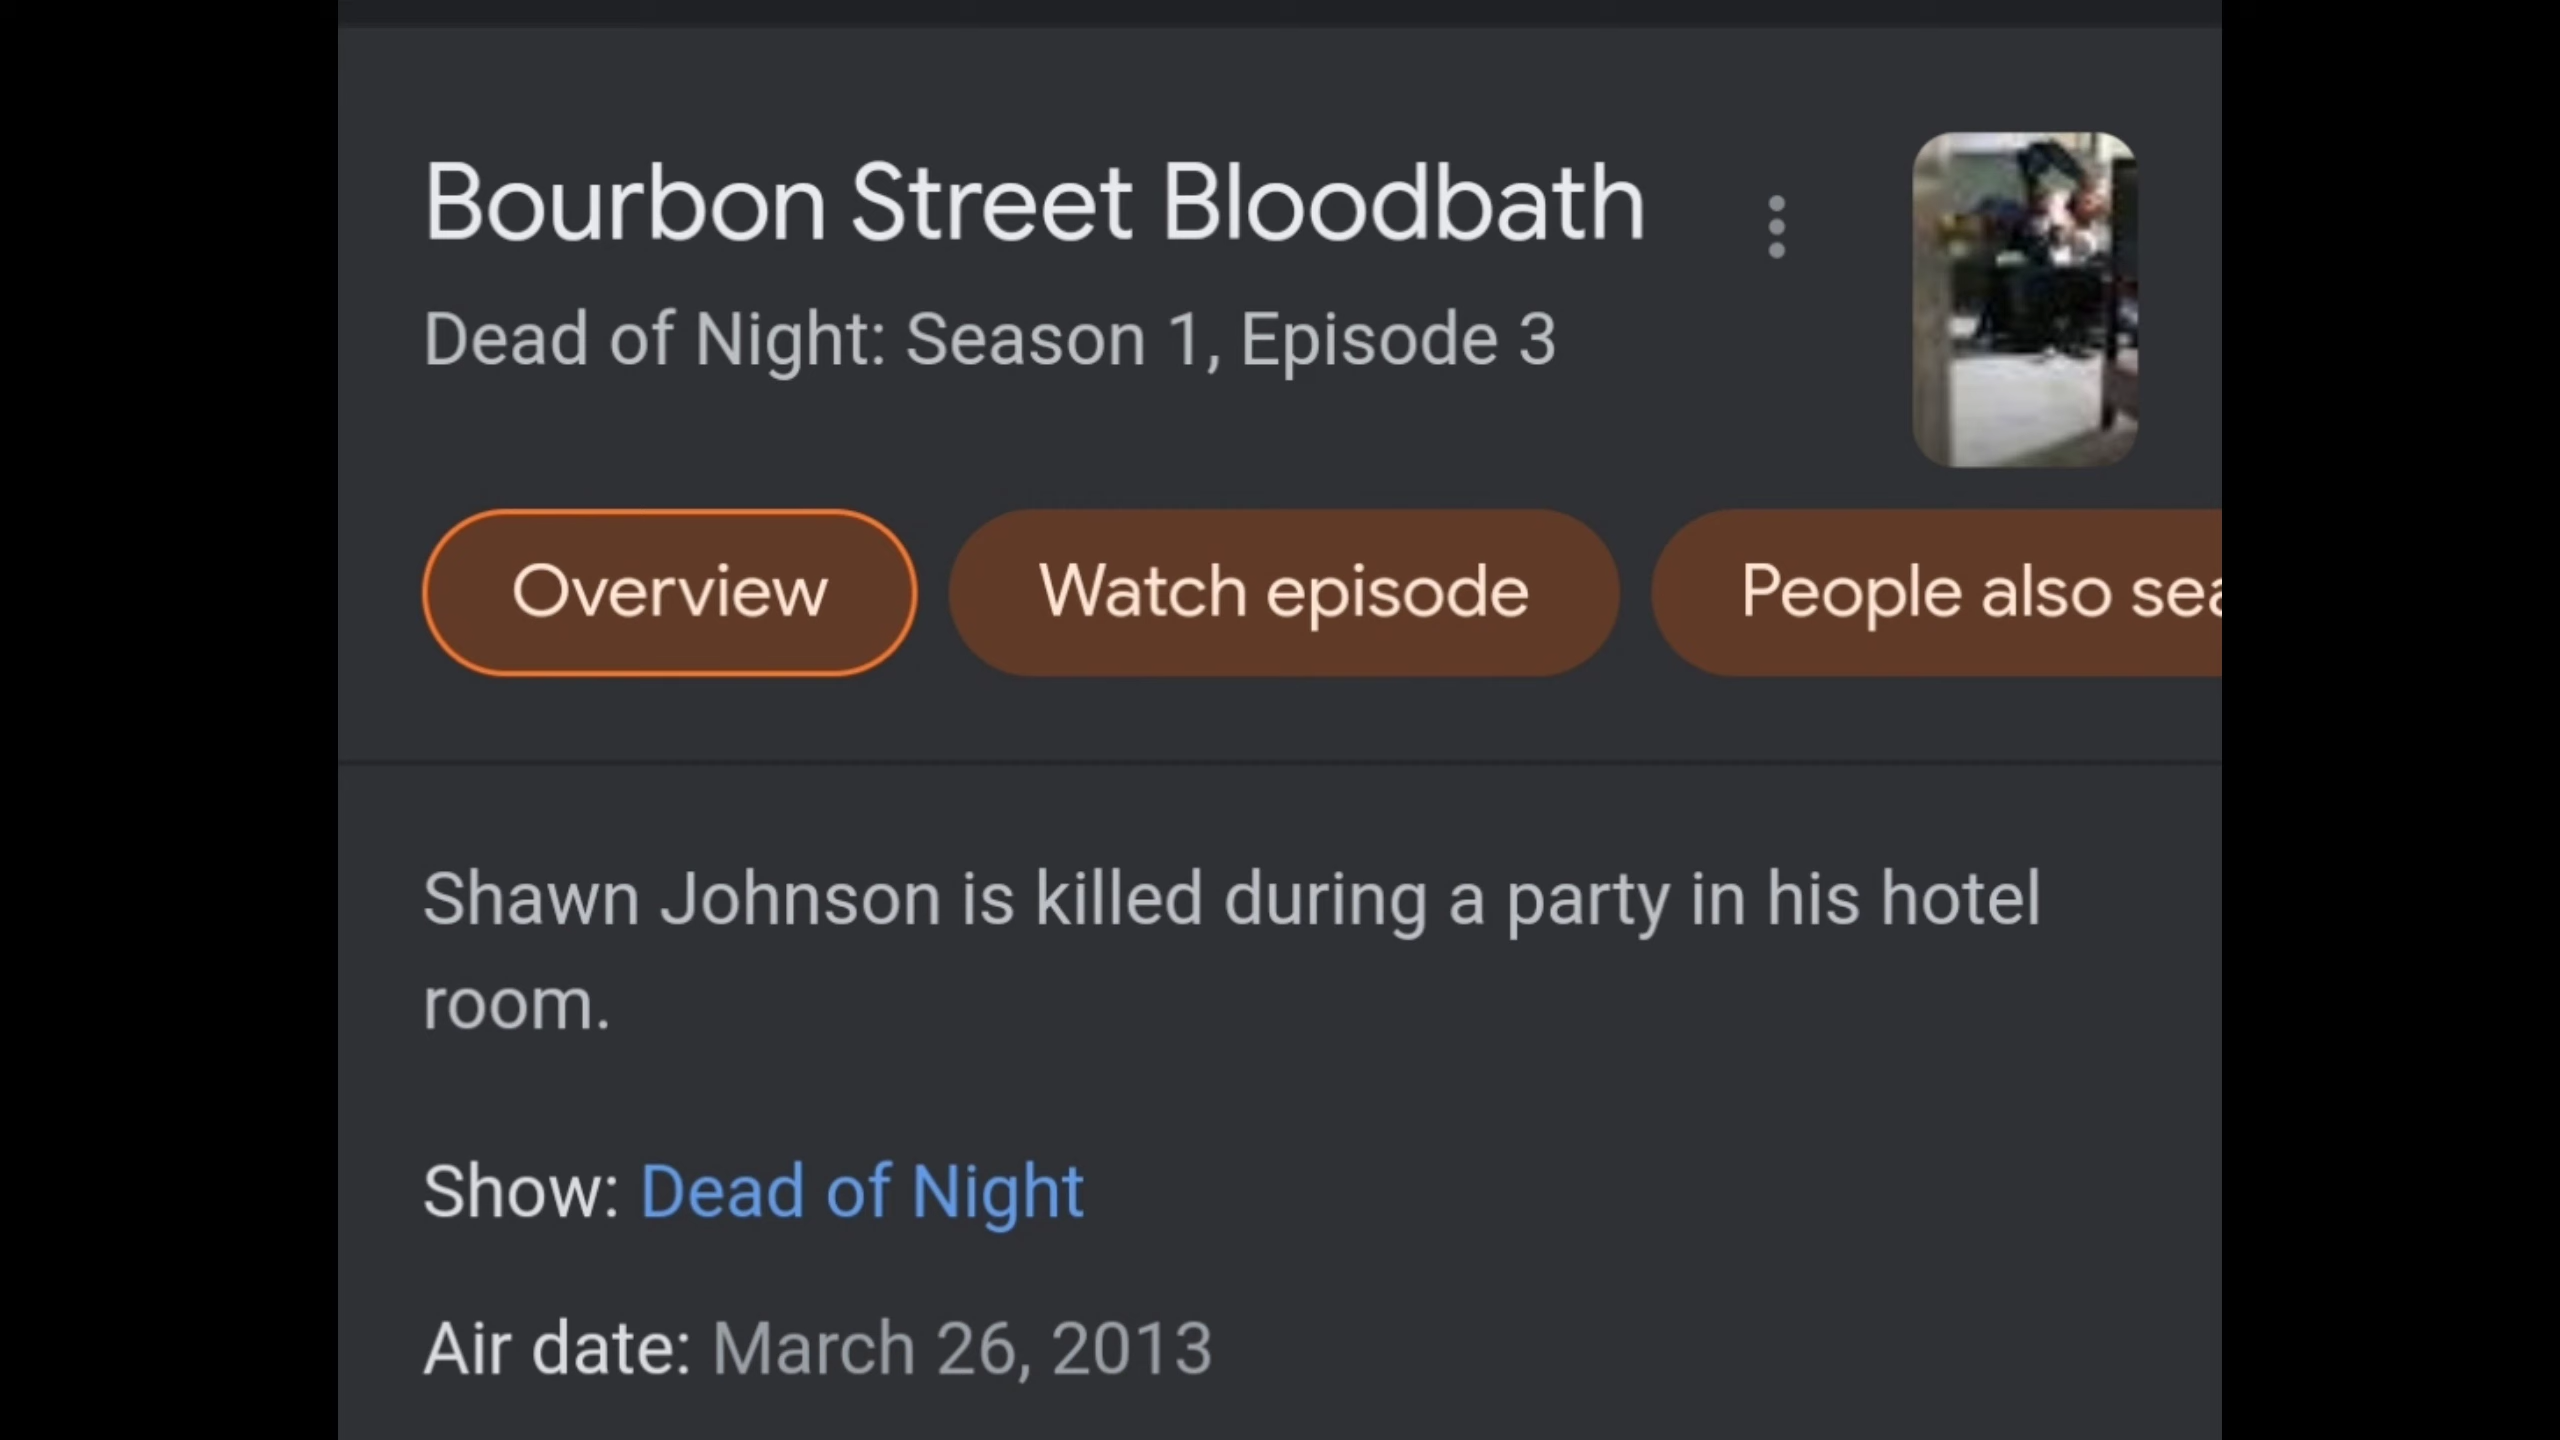 Bourbon Street Bloodbath
Dead of Night: Season 1, Episode 3
Overview
Watch episode
People also sea
Shawn Johnson is killed during a party in his hotel
room.
Show: Dead of Night
Air date: March 26, 2013